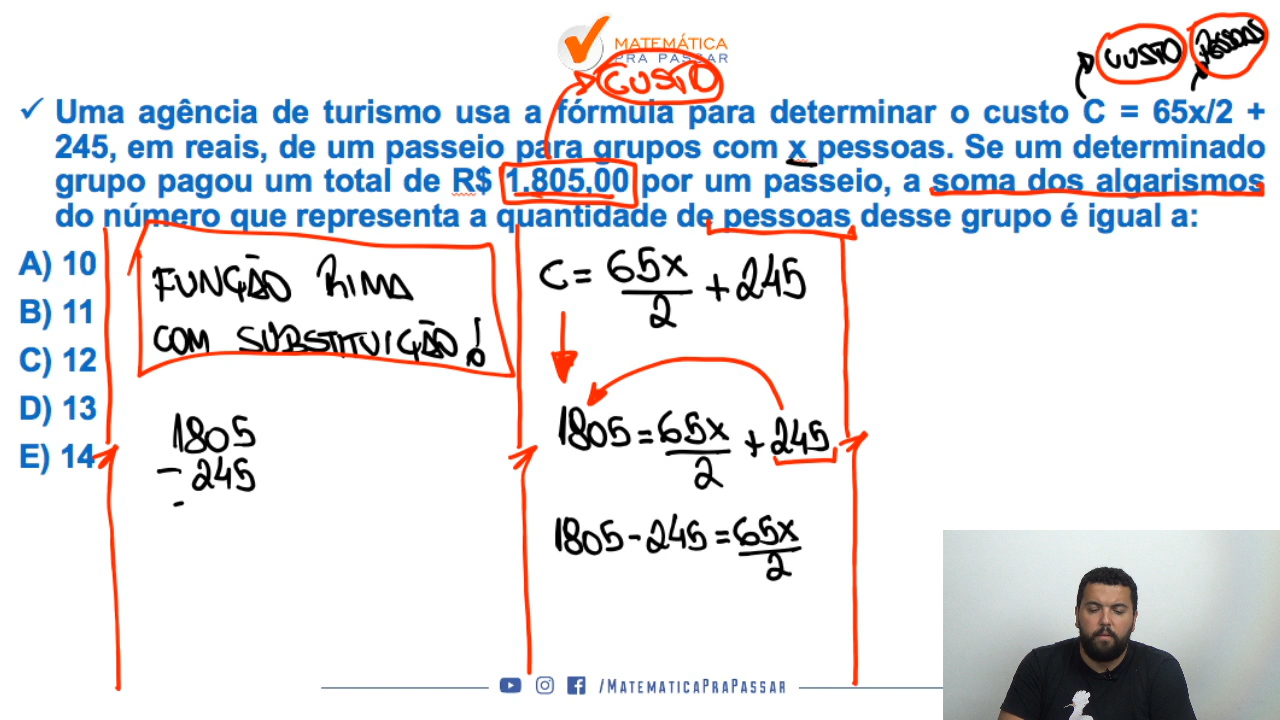 MATEMÁTICA
PRA PASSAR
CUSTO
CUSTO PESSOAS
✓ Uma agência de turismo usa a fórmula para determinar o custo C = 65x/2 +
245, em reais, de um passeio para grupos com x pessoas. Se um determinado
grupo pagou um total de R$ 1.805,00 por um passeio, a soma dos algarismos
do número que representa a quantidade de pessoas desse grupo é igual a:
A) 10
B) 11
C) 12
D) 13
E) 14
FUNÇÃO RIMA
COM SUBSTITUIÇÃO!
1805
- 245
C = 65x/2 + 245
1805 = 65x/2 + 245
1805 - 245 = 65x/2
/MATEMATICAPRAPASSAR